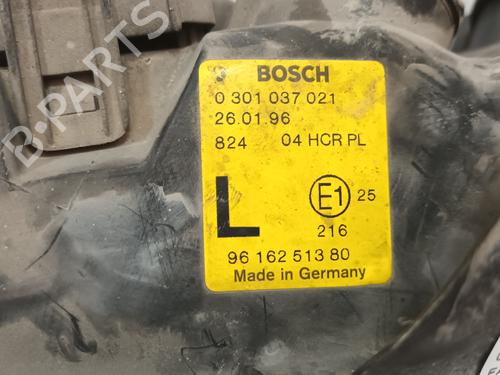 BOSCH
0 301 037 021
26.01.96
824 04 HCR PL
L E1 25
216
96 162 513 80
Made in Germany
B-PARTS